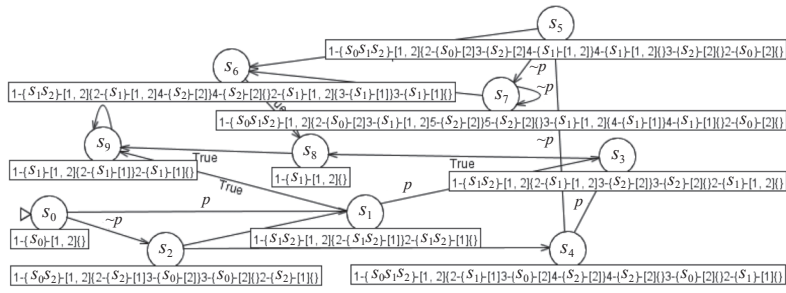 S5
1-{S0S1S2}-[1, 2]{2-{S0}-[2]3-{S2}-[2]4-{S1}-[1, 2]}4-{S1}-[1, 2]{}3-{S2}-[2]{}2-{S0}-[2]{}
S6
~p
1-{S1S2}-[1, 2]{2-{S1}-[1, 2]4-{S2}-[2]}4-{S2}-[2]{}2-{S1}-[1, 2]{3-{S1}-[1]}3-{S1}-[1]{}
S7
~p
1-{S0S1S2}-[1, 2]{2-{S0}-[2]3-{S1}-[1, 2]5-{S2}-[2]}5-{S2}-[2]{}3-{S1}-[1, 2]{4-{S1}-[1]}4-{S1}-[1]{}2-{S0}-[2]{}
~p
S9
True
S8
True
S3
1-{S1}-[1, 2]{2-{S1}-[1]}2-{S1}-[1]{}
1-{S1}-[1, 2]{}
True
p
1-{S1S2}-[1, 2]{2-{S1}-[1, 2]3-{S2}-[2]}3-{S2}-[2]{}2-{S1}-[1, 2]{}
S0
p
S1
p
~p
1-{S0}-[1, 2]{}
S2
1-{S1S2}-[1, 2]{2-{S1S2}-[1]}2-{S1S2}-[1]{}
S4
1-{S0S2}-[1, 2]{2-{S2}-[1]3-{S0}-[2]}3-{S0}-[2]{}2-{S2}-[1]{}
1-{S0S1S2}-[1, 2]{2-{S1}-[1]3-{S0}-[2]4-{S2}-[2]}4-{S2}-[2]{}3-{S0}-[2]{}2-{S1}-[1]{}